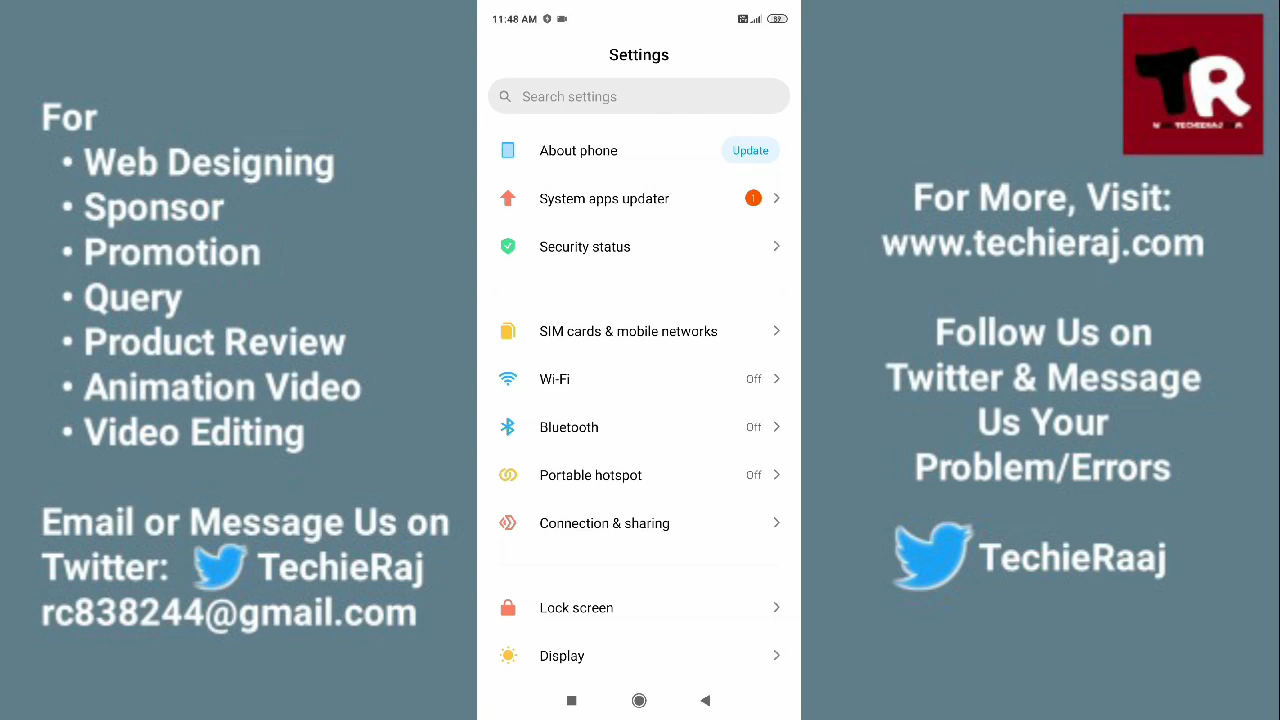 For
• Web Designing
• Sponsor
• Promotion
• Query
• Product Review
• Animation Video
• Video Editing
Email or Message Us on
Twitter: TechieRaj
rc838244@gmail.com
11:48 AM
89
Settings
Search settings
About phone Update
System apps updater 1
Security status
SIM cards & mobile networks
Wi-Fi Off
Bluetooth Off
Portable hotspot Off
Connection & sharing
Lock screen
Display
TR
For More, Visit:
www.techieraj.com
Follow Us on
Twitter & Message
Us Your
Problem/Errors
TechieRaaj